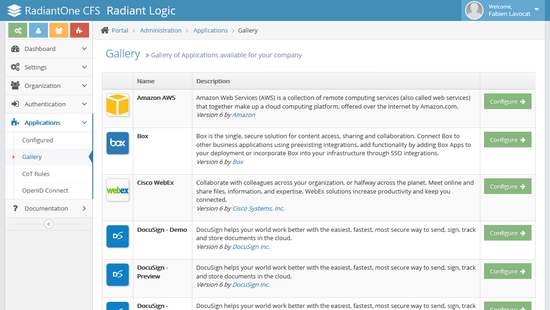 RadiantOne CFS Radiant Logic
Welcome,
Fabien Lavocat
Portal > Administration > Applications > Gallery
Dashboard
Settings
Organization
Authentication
Applications
Configured
Gallery
CoT Rules
OpenID Connect
Documentation
Gallery » Gallery of Applications available for your company
Name Description
Amazon AWS
Amazon Web Services (AWS) is a collection of remote computing services (also called web services)
that together make up a cloud computing platform, offered over the Internet by Amazon.com.
Version 6 by Amazon
Configure
box
Box
Box is the single, secure solution for content access, sharing and collaboration. Connect Box to
other business applications using preexisting integrations, add functionality by adding Box Apps to
your deployment or incorporate Box into your infrastructure through SSO integrations.
Version 6 by Box
Configure
webex
Cisco WebEx
Collaborate with colleagues across your organization, or halfway across the planet. Meet online and
share files, information, and expertise. WebEx solutions increase productivity and keep you
connected.
Version 6 by Cisco Systems, Inc.
Configure
DS
DocuSign - Demo
DocuSign helps your world work better with the easiest, fastest, most secure way to send, sign, track
and store documents in the cloud.
Version 6 by DocuSign Inc.
Configure
DS
DocuSign -
Preview
DocuSign helps your world work better with the easiest, fastest, most secure way to send, sign, track
and store documents in the cloud.
Version 6 by DocuSign Inc.
Configure
DocuSign -
DocuSign helps your world work better with the easiest, fastest, most secure way to send, sign, track
Configure